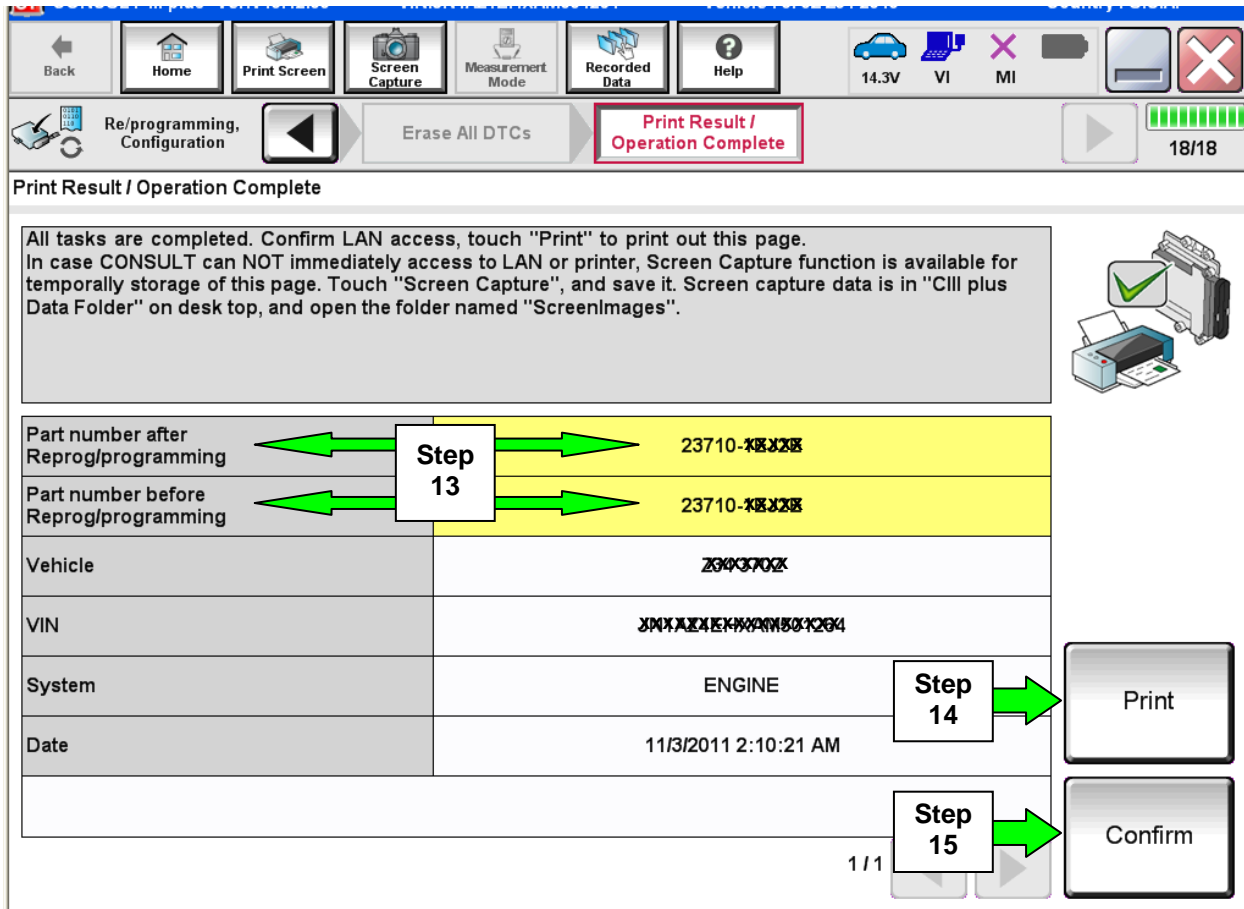 Back
Home
Print Screen
Screen
Capture
Measurement
Mode
Recorded
Data
Help
14.3V
VI
MI
Re/programming,
Configuration
Erase All DTCs
Print Result /
Operation Complete
18/18
Print Result / Operation Complete
All tasks are completed. Confirm LAN access, touch "Print" to print out this page.
In case CONSULT can NOT immediately access to LAN or printer, Screen Capture function is available for
temporally storage of this page. Touch "Screen Capture", and save it. Screen capture data is in "CIII plus
Data Folder" on desk top, and open the folder named "ScreenImages".
Part number after
Reprog/programming
Step
13
23710-
Part number before
Reprog/programming
23710-
Vehicle
VIN
System
ENGINE
Step
14
Print
Date
11/3/2011 2:10:21 AM
Step
15
Confirm
1 / 1